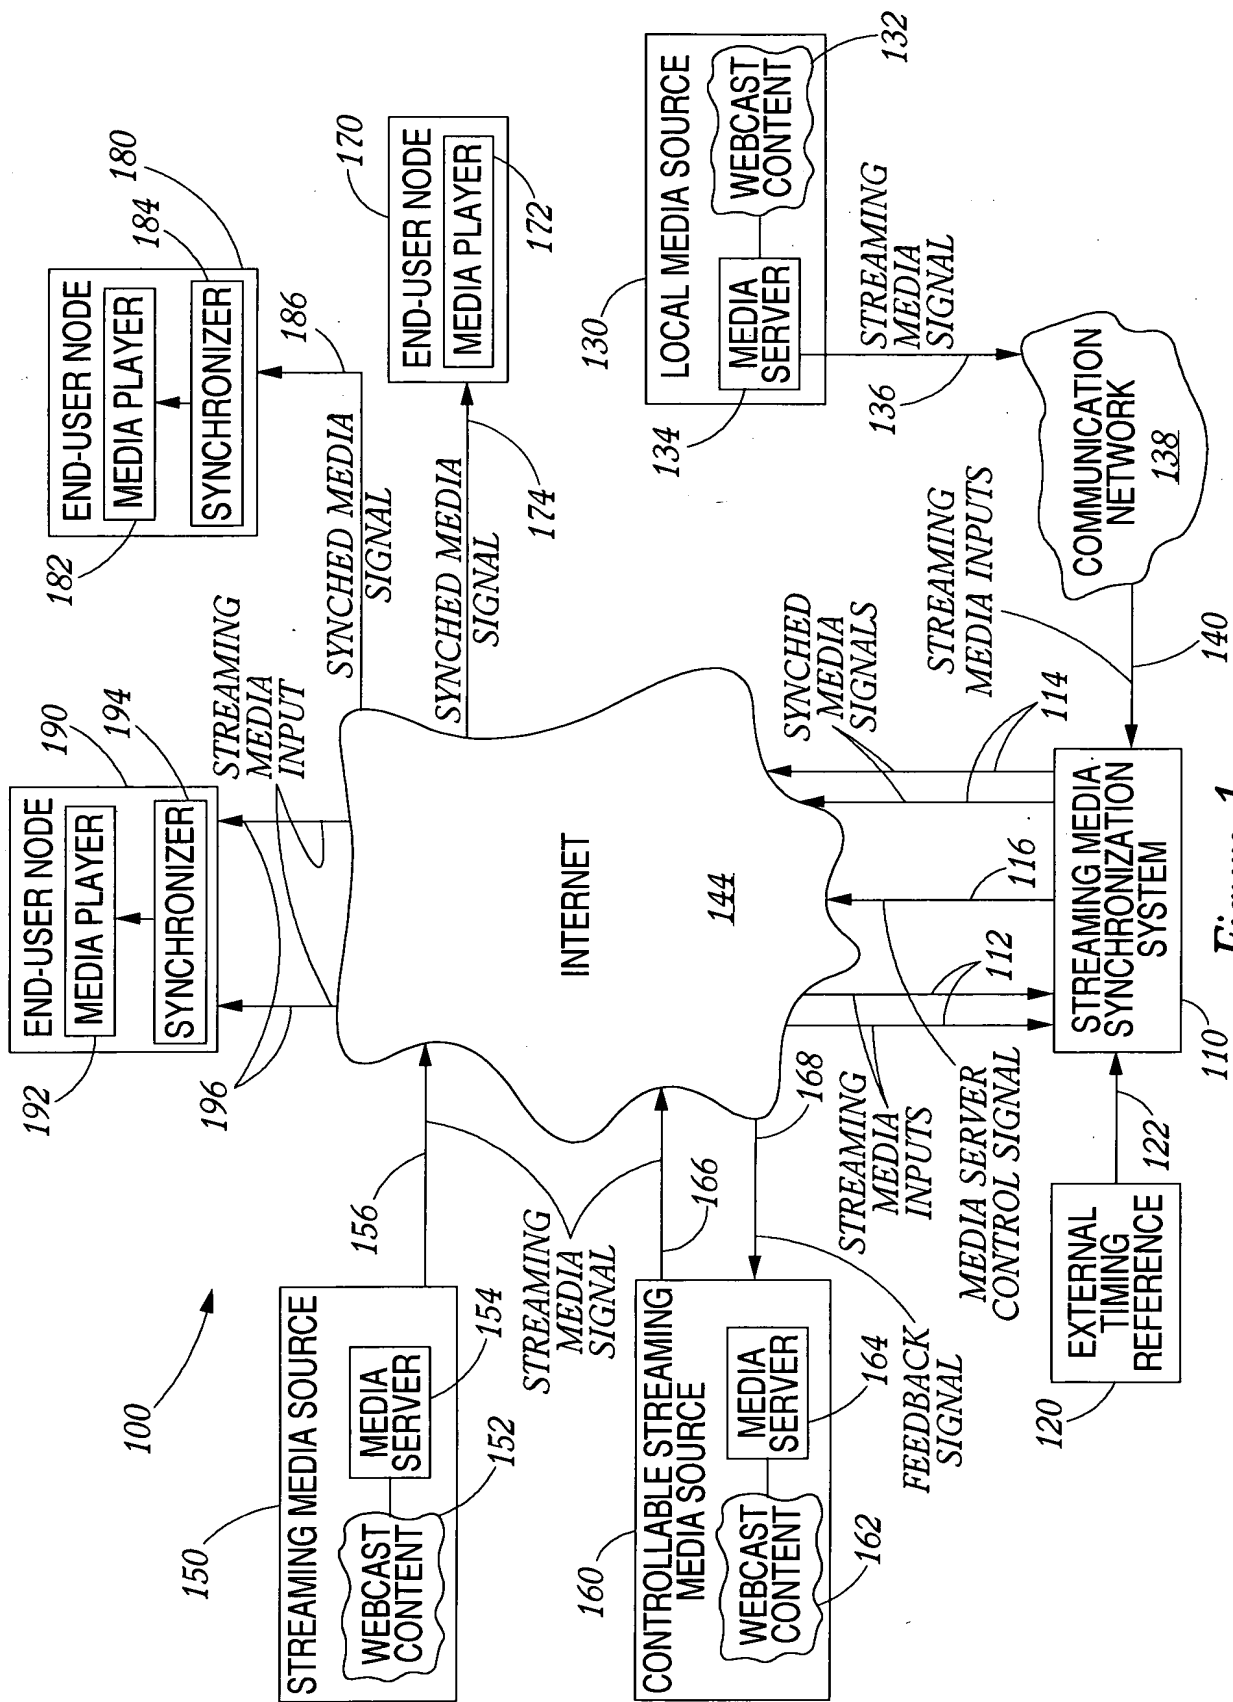 100
150
STREAMING MEDIA SOURCE
WEBCAST
CONTENT
MEDIA
SERVER
154
152
156
STREAMING
MEDIA
SIGNAL
160
CONTROLLABLE STREAMING
MEDIA SOURCE
WEBCAST
CONTENT
MEDIA
SERVER
164
162
166
168
FEEDBACK
SIGNAL
190
END-USER NODE
MEDIA PLAYER
SYNCHRONIZER
192
194
196
STREAMING
MEDIA
INPUT
180
184
END-USER NODE
MEDIA PLAYER
SYNCHRONIZER
182
186
SYNCHED MEDIA
SIGNAL
170
END-USER NODE
MEDIA PLAYER
172
SYNCHED MEDIA
SIGNAL
174
INTERNET
144
130
LOCAL MEDIA SOURCE
MEDIA
SERVER
WEBCAST
CONTENT
132
134
STREAMING
MEDIA
SIGNAL
136
COMMUNICATION
NETWORK
138
STREAMING
MEDIA INPUTS
140
SYNCHED
MEDIA
SIGNALS
114
116
112
STREAMING
MEDIA
INPUTS
MEDIA SERVER
CONTROL SIGNAL
STREAMING MEDIA
SYNCHRONIZATION
SYSTEM
110
EXTERNAL
TIMING
REFERENCE
120
122
Figure 1